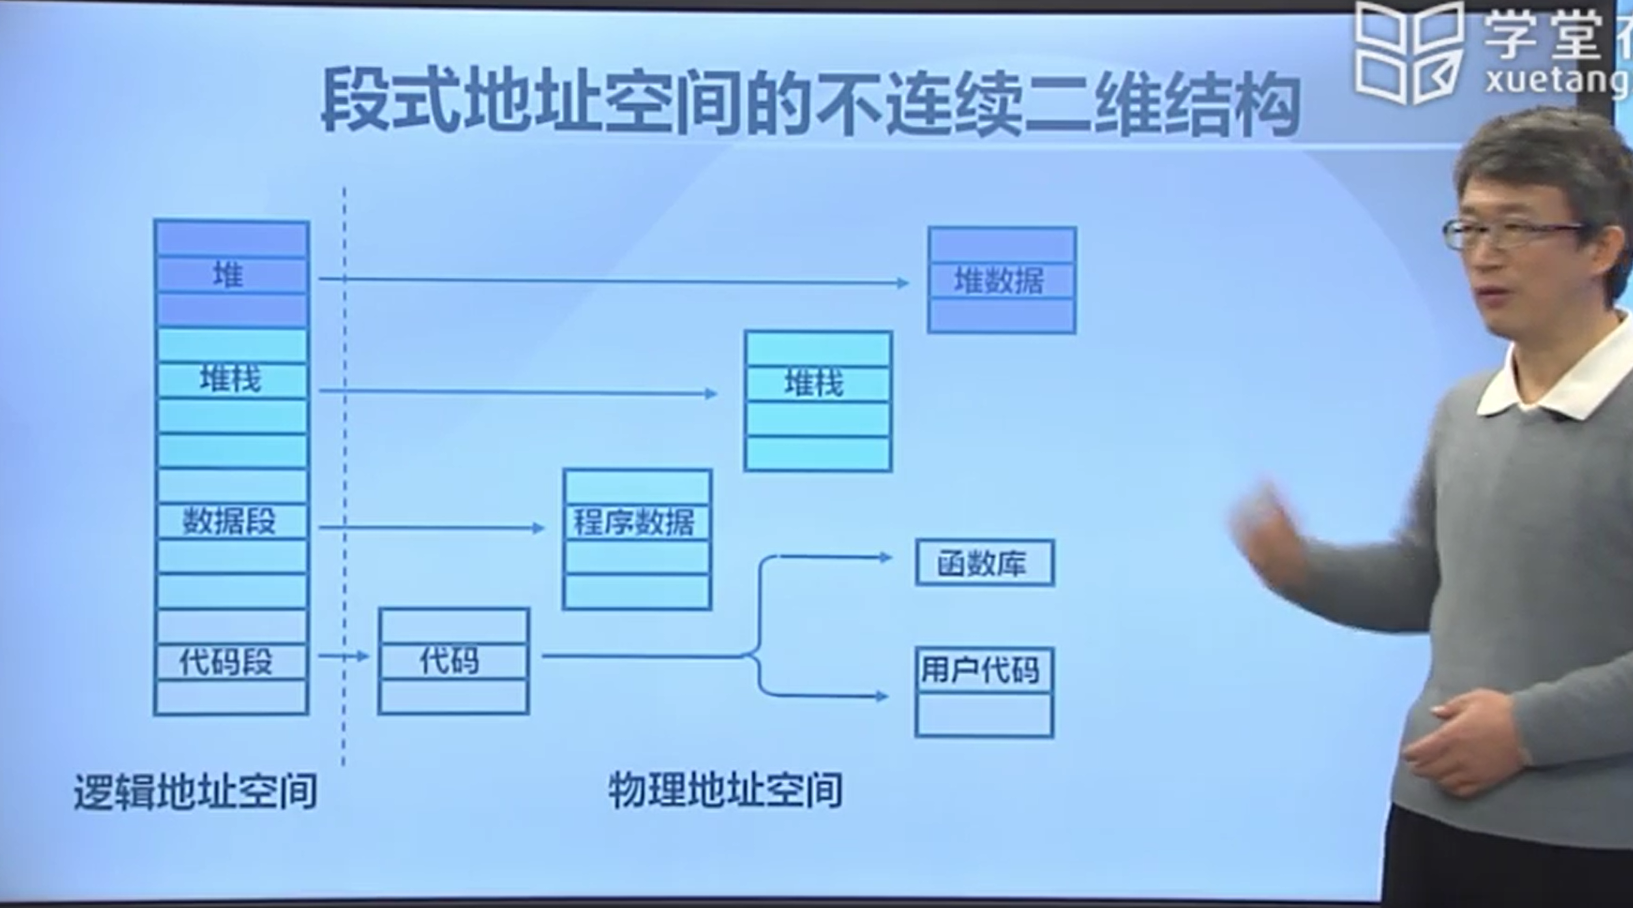 学堂
xuetang
段式地址空间的不连续二维结构
堆
堆数据
堆栈
堆栈
数据段
程序数据
函数库
代码段
代码
用户代码
逻辑地址空间
物理地址空间